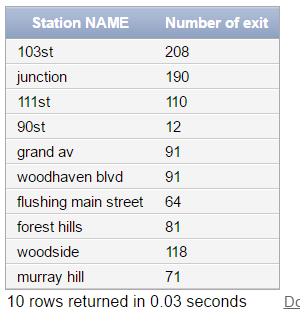 Station NAME Number of exit
103st 208
junction 190
111st 110
90st 12
grand av 91
woodhaven blvd 91
flushing main street 64
forest hills 81
woodside 118
murray hill 71
10 rows returned in 0.03 seconds